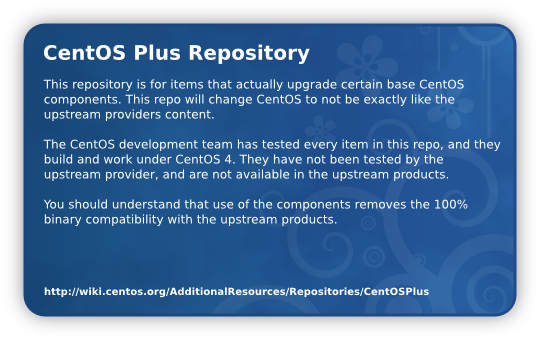 CentOS Plus Repository
This repository is for items that actually upgrade certain base CentOS
components. This repo will change CentOS to not be exactly like the
upstream providers content.
The CentOS development team has tested every item in this repo, and they
build and work under CentOS 4. They have not been tested by the
upstream provider, and are not available in the upstream products.
You should understand that use of the components removes the 100%
binary compatibility with the upstream products.
http://wiki.centos.org/AdditionalResources/Repositories/CentOSPlus